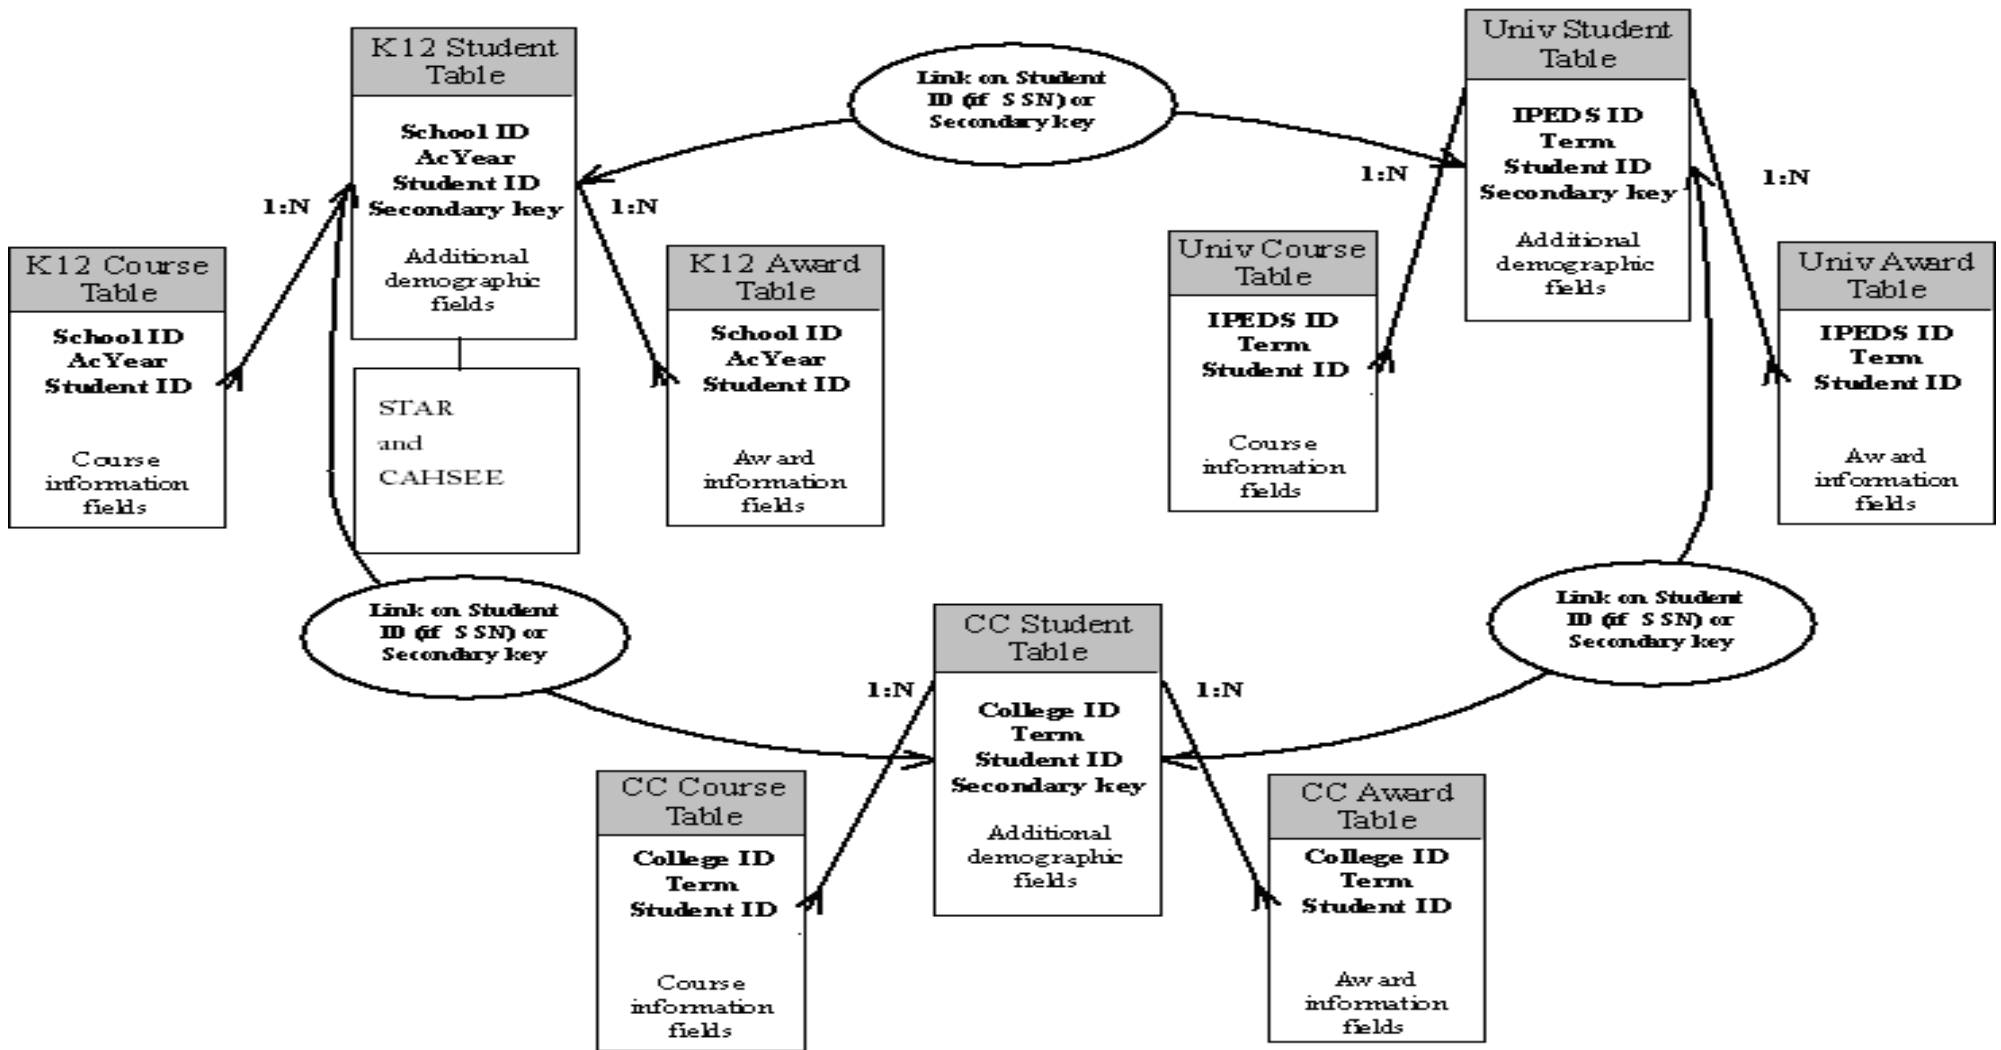 K12 Student
Table
School ID
AcYear
Student ID
Secondary key
Additional
demographic
fields
Link on Student
ID (if SSN) or
Secondary key
Univ Student
Table
IPEDS ID
Term
Student ID
Secondary key
Additional
demographic
fields
1:N
1:N
1:N
1:N
K12 Course
Table
School ID
AcYear
Student ID
Course
information
fields
STAR
and
CAHSEE
K12 Award
Table
School ID
AcYear
Student ID
Award
information
fields
Univ Course
Table
IPEDS ID
Term
Student ID
Course
information
fields
Univ Award
Table
IPEDS ID
Term
Student ID
Award
information
fields
Link on Student
ID (if SSN) or
Secondary key
CC Student
Table
College ID
Term
Student ID
Secondary key
Additional
demographic
fields
Link on Student
ID (if SSN) or
Secondary key
1:N
1:N
CC Course
Table
College ID
Term
Student ID
Course
information
fields
CC Award
Table
College ID
Term
Student ID
Award
information
fields